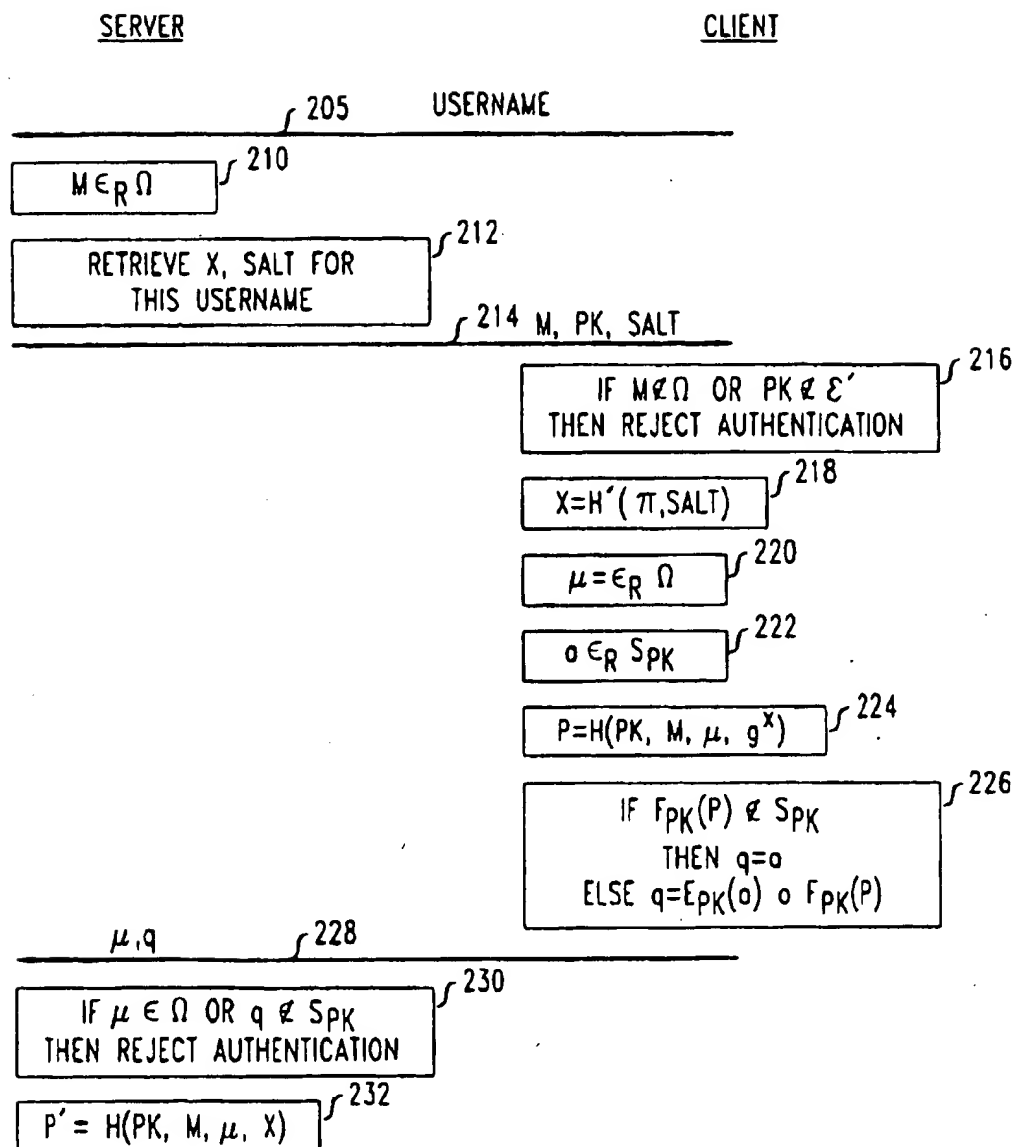 SERVER CLIENT
205 USERNAME
210
M ∈R Ω
212
RETRIEVE X, SALT FOR
THIS USERNAME
214 M, PK, SALT
216
IF M∉Ω OR PK∉ε′
THEN REJECT AUTHENTICATION
218
X=H′(π,SALT)
220
μ=∈R Ω
222
a ∈R SPK
224
P=H(PK, M, μ, g^x)
226
IF FPK(P) ∉ SPK
THEN q=a
ELSE q=EPK(a) o FPK(P)
μ,q 228
230
IF μ ∈ Ω OR q ∉ SPK
THEN REJECT AUTHENTICATION
232
P′ = H(PK, M, μ, X)